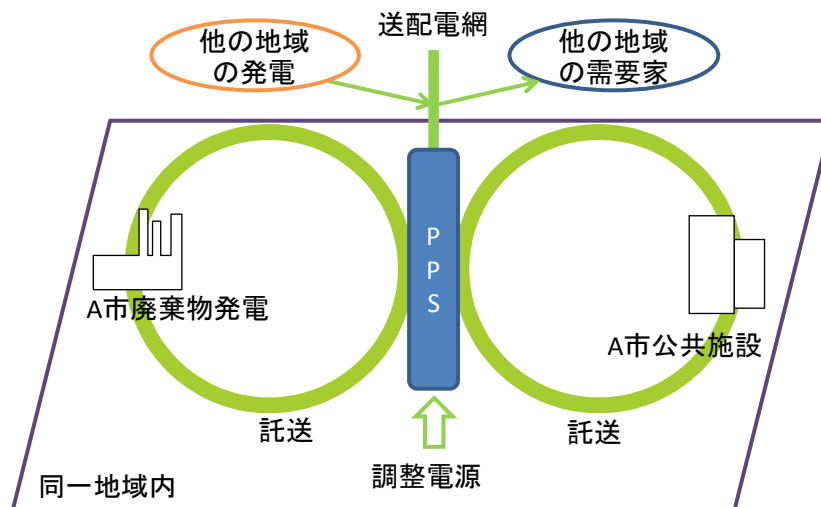 送配電網
他の地域
の発電
他の地域
の需要家
PPS
A市廃棄物発電
A市公共施設
託送
託送
調整電源
同一地域内